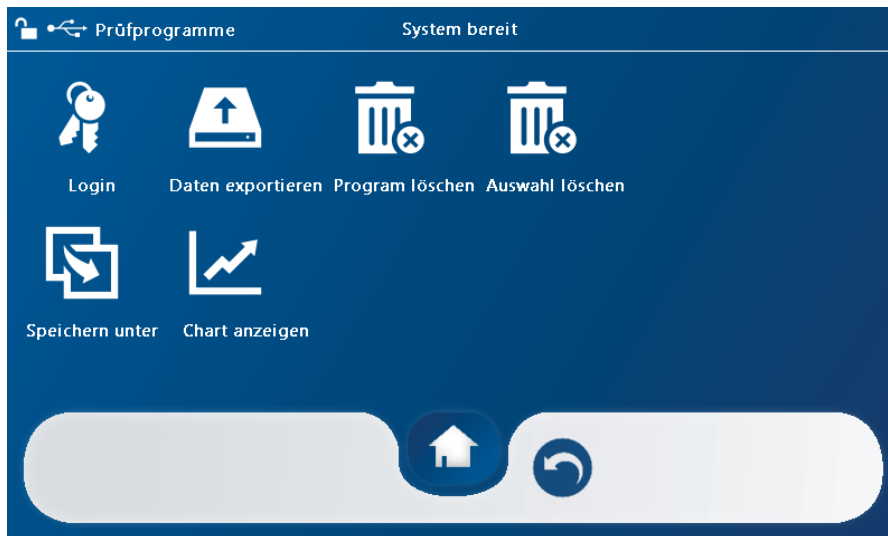 Prüfprogramme
System bereit
Login
Daten exportieren
Program löschen
Auswahl löschen
Speichern unter
Chart anzeigen